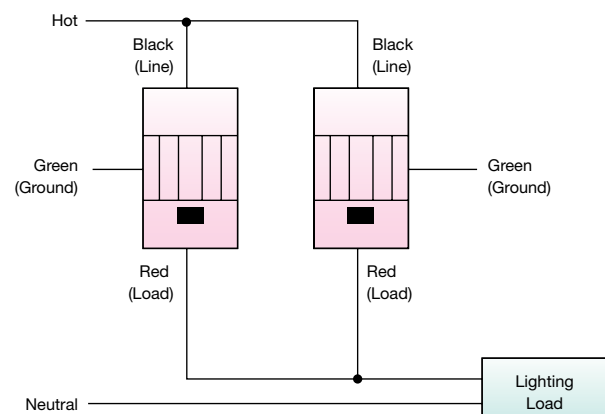 Hot
Black
(Line)
Black
(Line)
Green
(Ground)
Green
(Ground)
Red
(Load)
Red
(Load)
Lighting
Load
Neutral